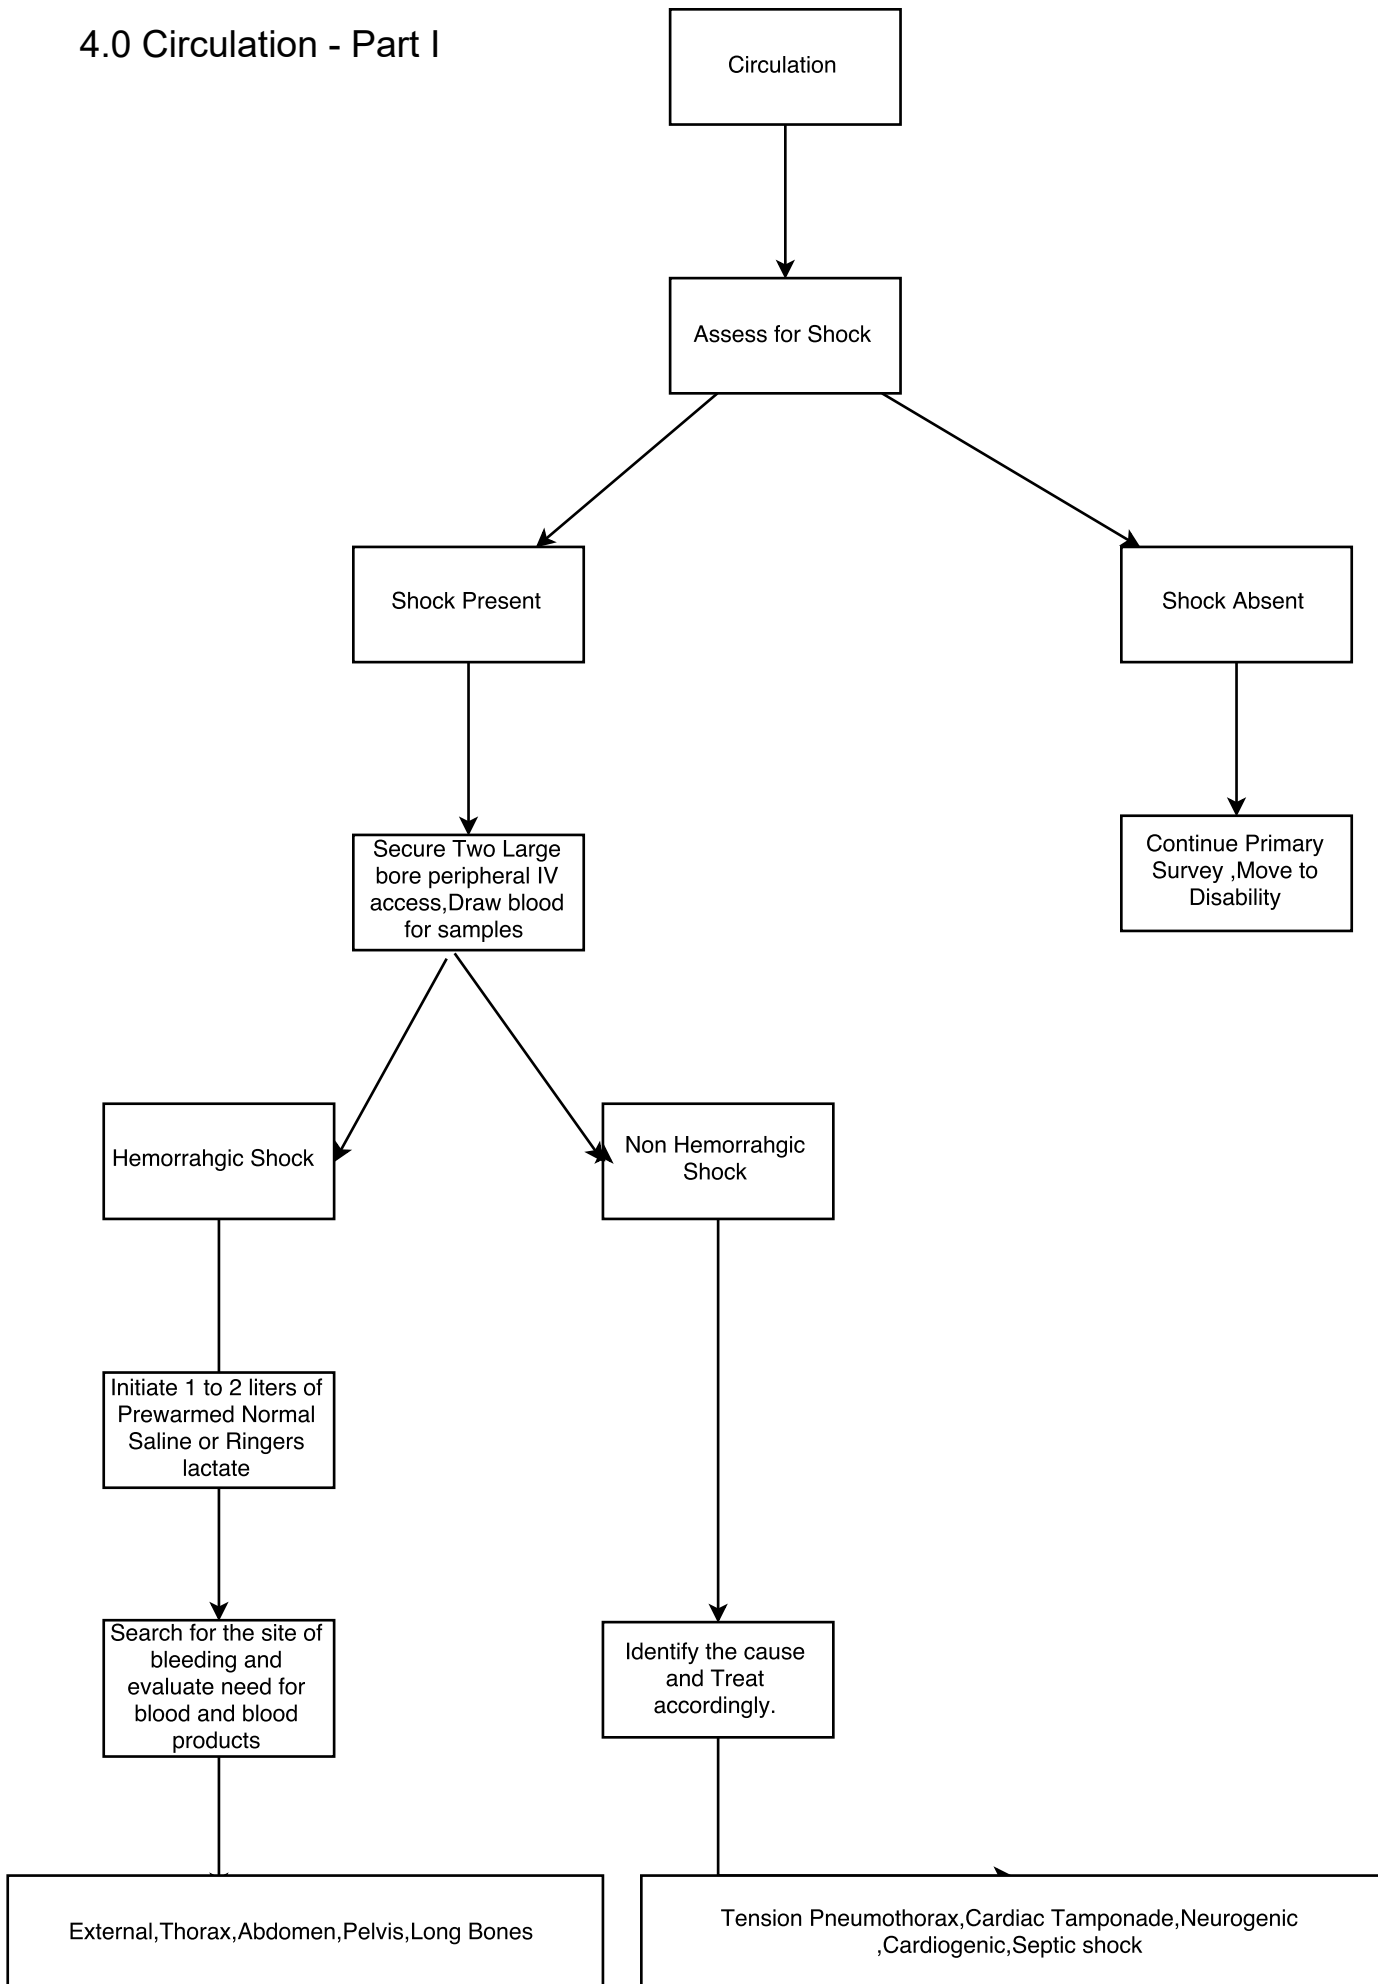 4.0 Circulation - Part I
Circulation
Assess for Shock
Shock Present
Shock Absent
Secure Two Large
bore peripheral IV
access,Draw blood
for samples
Continue Primary
Survey ,Move to
Disability
Hemorrahgic Shock
Non Hemorrahgic
Shock
Initiate 1 to 2 liters of
Prewarmed Normal
Saline or Ringers
lactate
Search for the site of
bleeding and
evaluate need for
blood and blood
products
Identify the cause
and Treat
accordingly.
External,Thorax,Abdomen,Pelvis,Long Bones
Tension Pneumothorax,Cardiac Tamponade,Neurogenic
,Cardiogenic,Septic shock